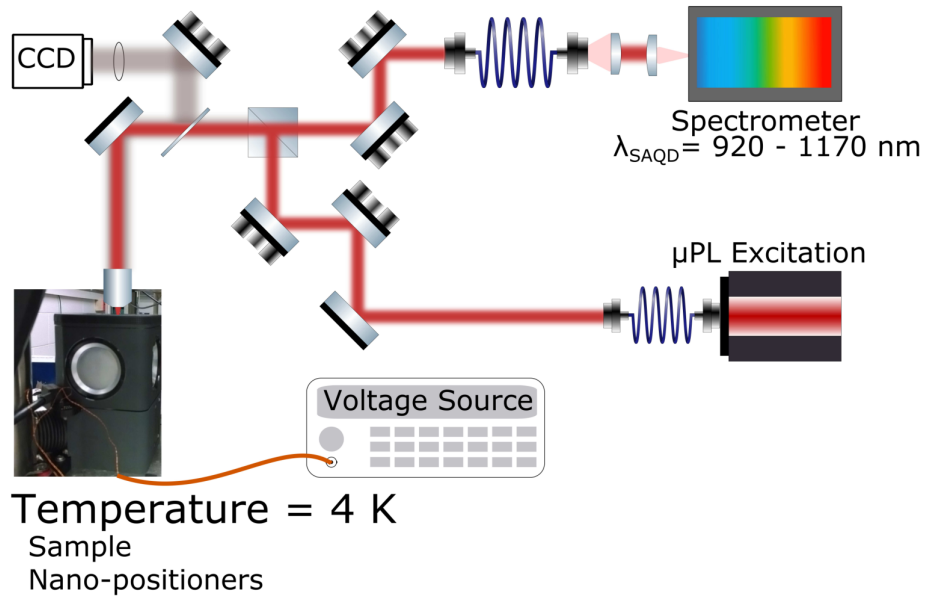 CCD
Spectrometer
λSAQD= 920 - 1170 nm
µPL Excitation
Voltage Source
Temperature = 4 K
Sample
Nano-positioners